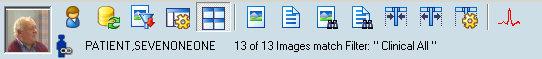 PATIENT,SEVENONEONE 13 of 13 Images match Filter: " Clinical All "